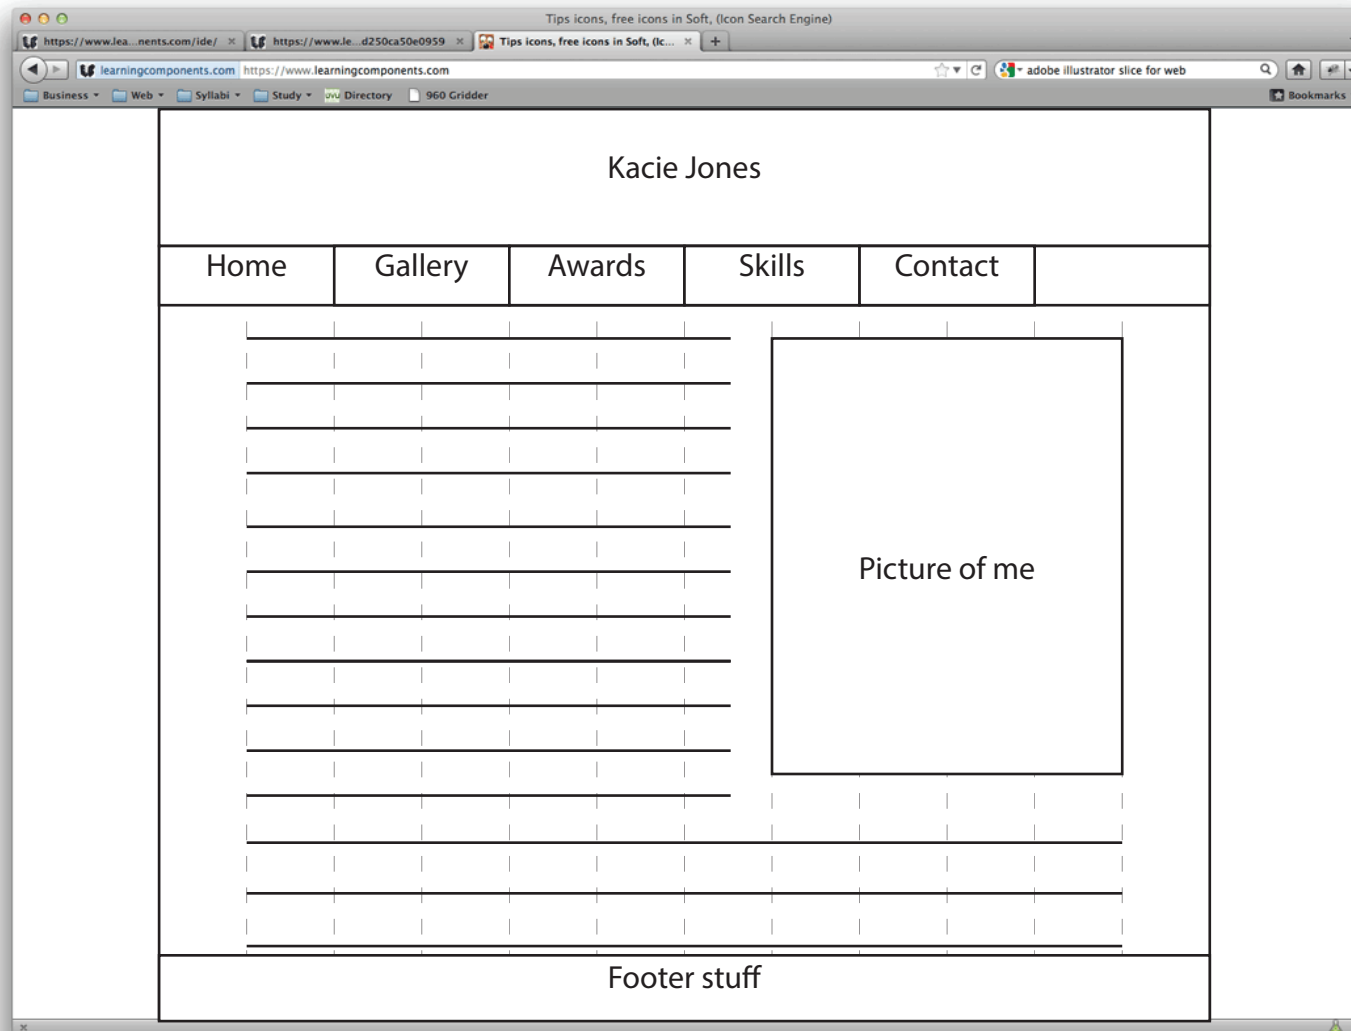 Tips icons, free icons in Soft, (Icon Search Engine)
https://www.lea...nents.com/ide/ https://www.le...d250ca50e0959 Tips icons, free icons in Soft, (Ic...
learningcomponents.com https://www.learningcomponents.com adobe illustrator slice for web
Business Web Syllabi Study UVU Directory 960 Gridder Bookmarks
Kacie Jones
Home Gallery Awards Skills Contact
Picture of me
Footer stuff